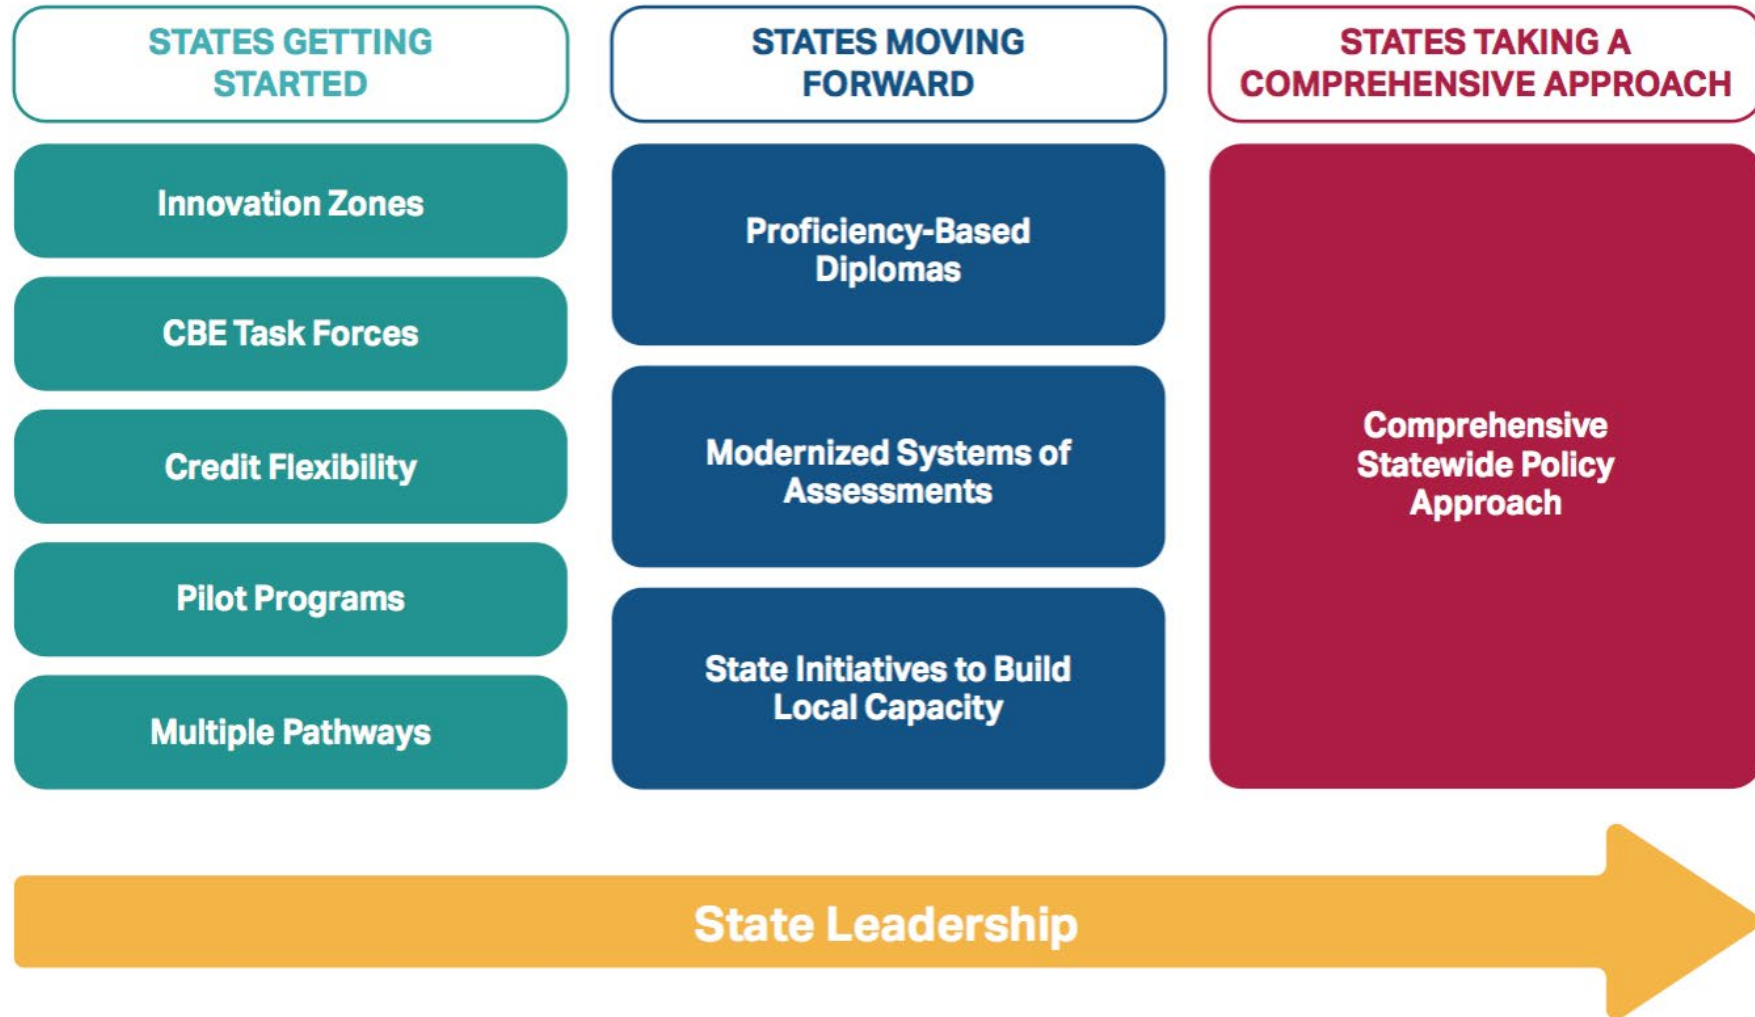 STATES GETTING
STARTED
Innovation Zones
CBE Task Forces
Credit Flexibility
Pilot Programs
Multiple Pathways
STATES MOVING
FORWARD
Proficiency-Based
Diplomas
Modernized Systems of
Assessments
State Initiatives to Build
Local Capacity
STATES TAKING A
COMPREHENSIVE APPROACH
Comprehensive
Statewide Policy
Approach
State Leadership